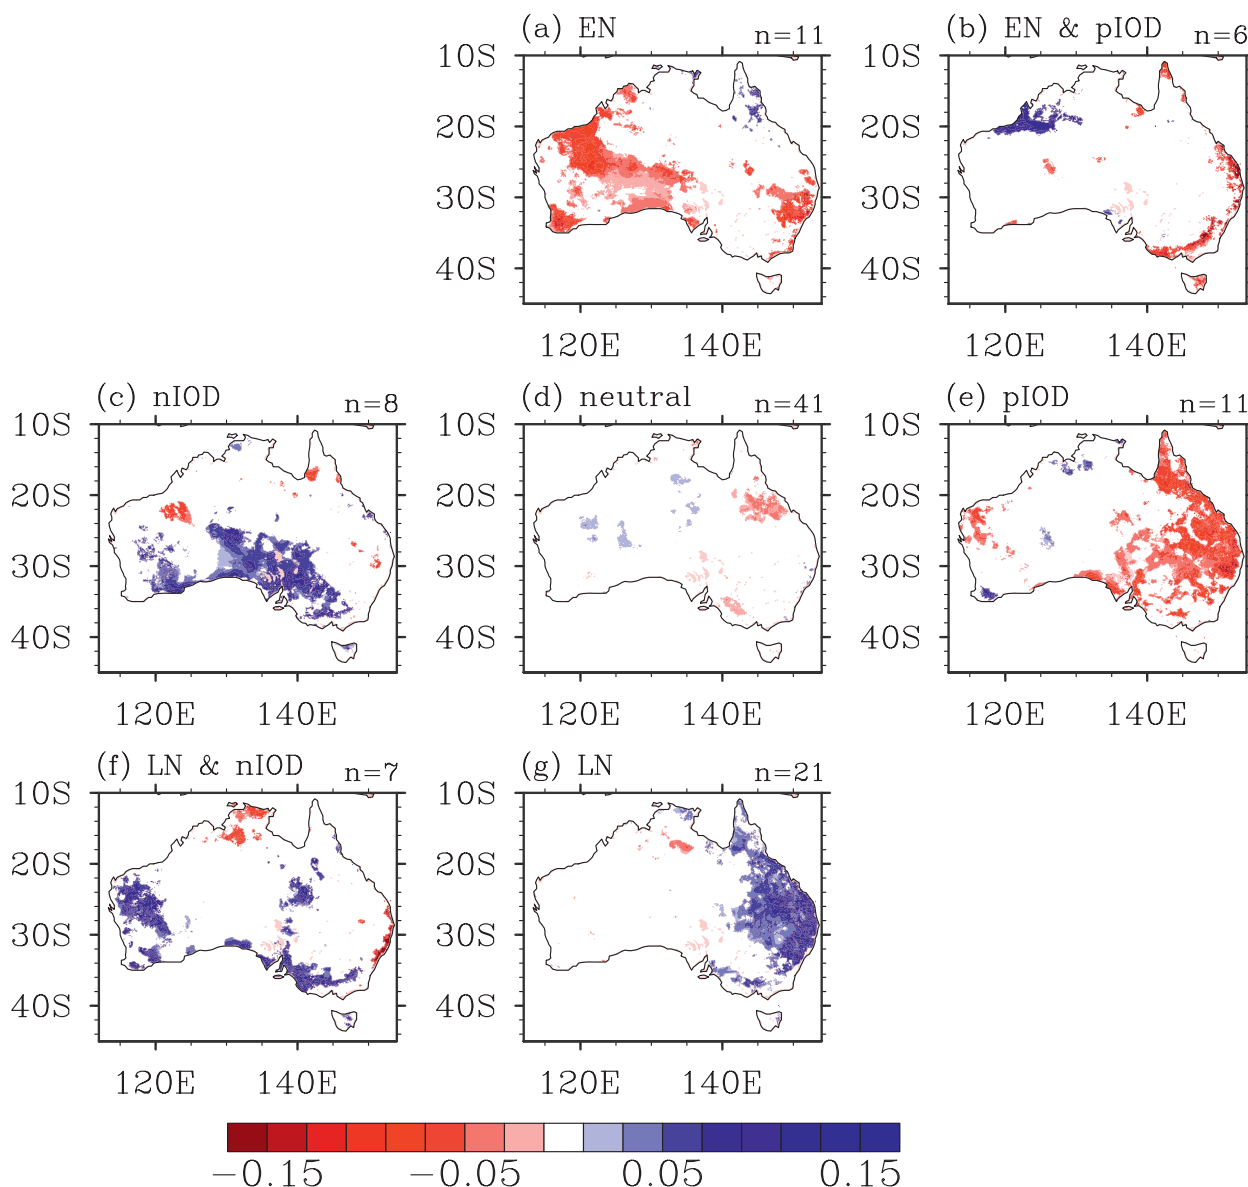 (a) EN n=11
(b) EN & pIOD n=6
10S
20S
30S
40S
120E 140E
10S
20S
30S
40S
120E 140E
(c) nIOD n=8
(d) neutral n=41
(e) pIOD n=11
10S
20S
30S
40S
120E 140E
10S
20S
30S
40S
120E 140E
10S
20S
30S
40S
120E 140E
(f) LN & nIOD n=7
(g) LN n=21
10S
20S
30S
40S
120E 140E
10S
20S
30S
40S
120E 140E
−0.15 −0.05 0.05 0.15